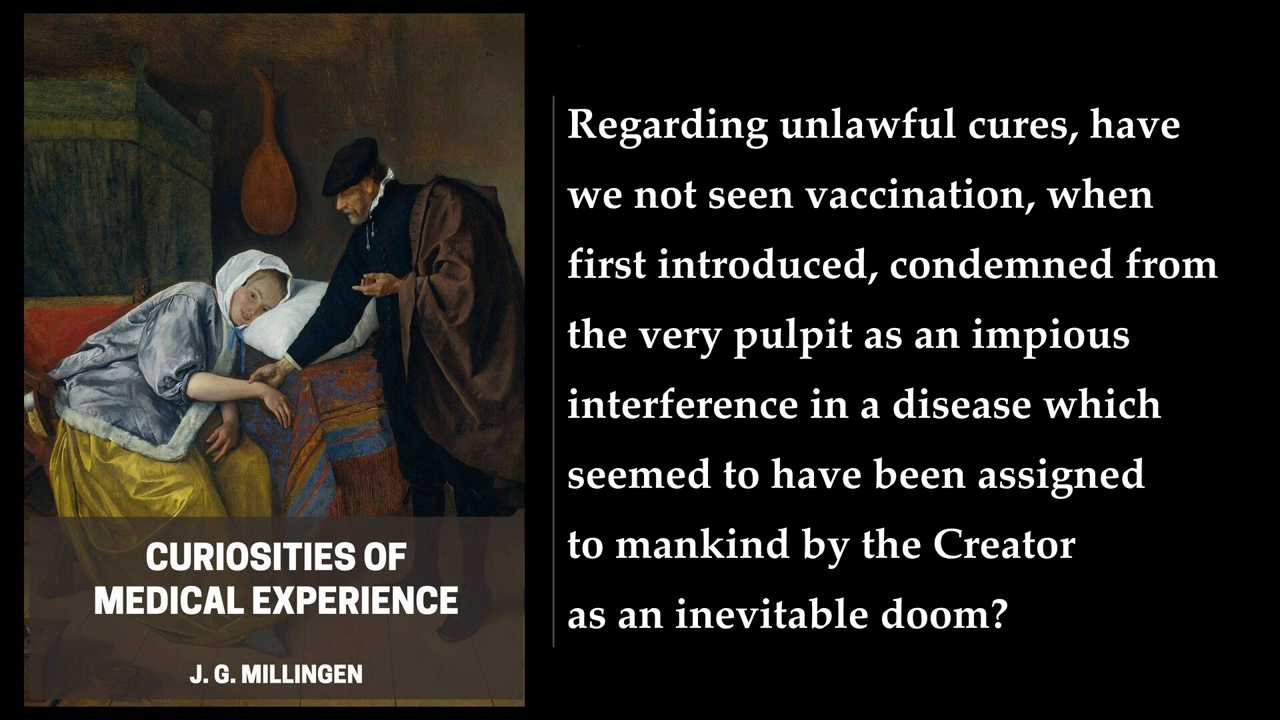 CURIOSITIES OF
MEDICAL EXPERIENCE
J. G. MILLINGEN
Regarding unlawful cures, have
we not seen vaccination, when
first introduced, condemned from
the very pulpit as an impious
interference in a disease which
seemed to have been assigned
to mankind by the Creator
as an inevitable doom?